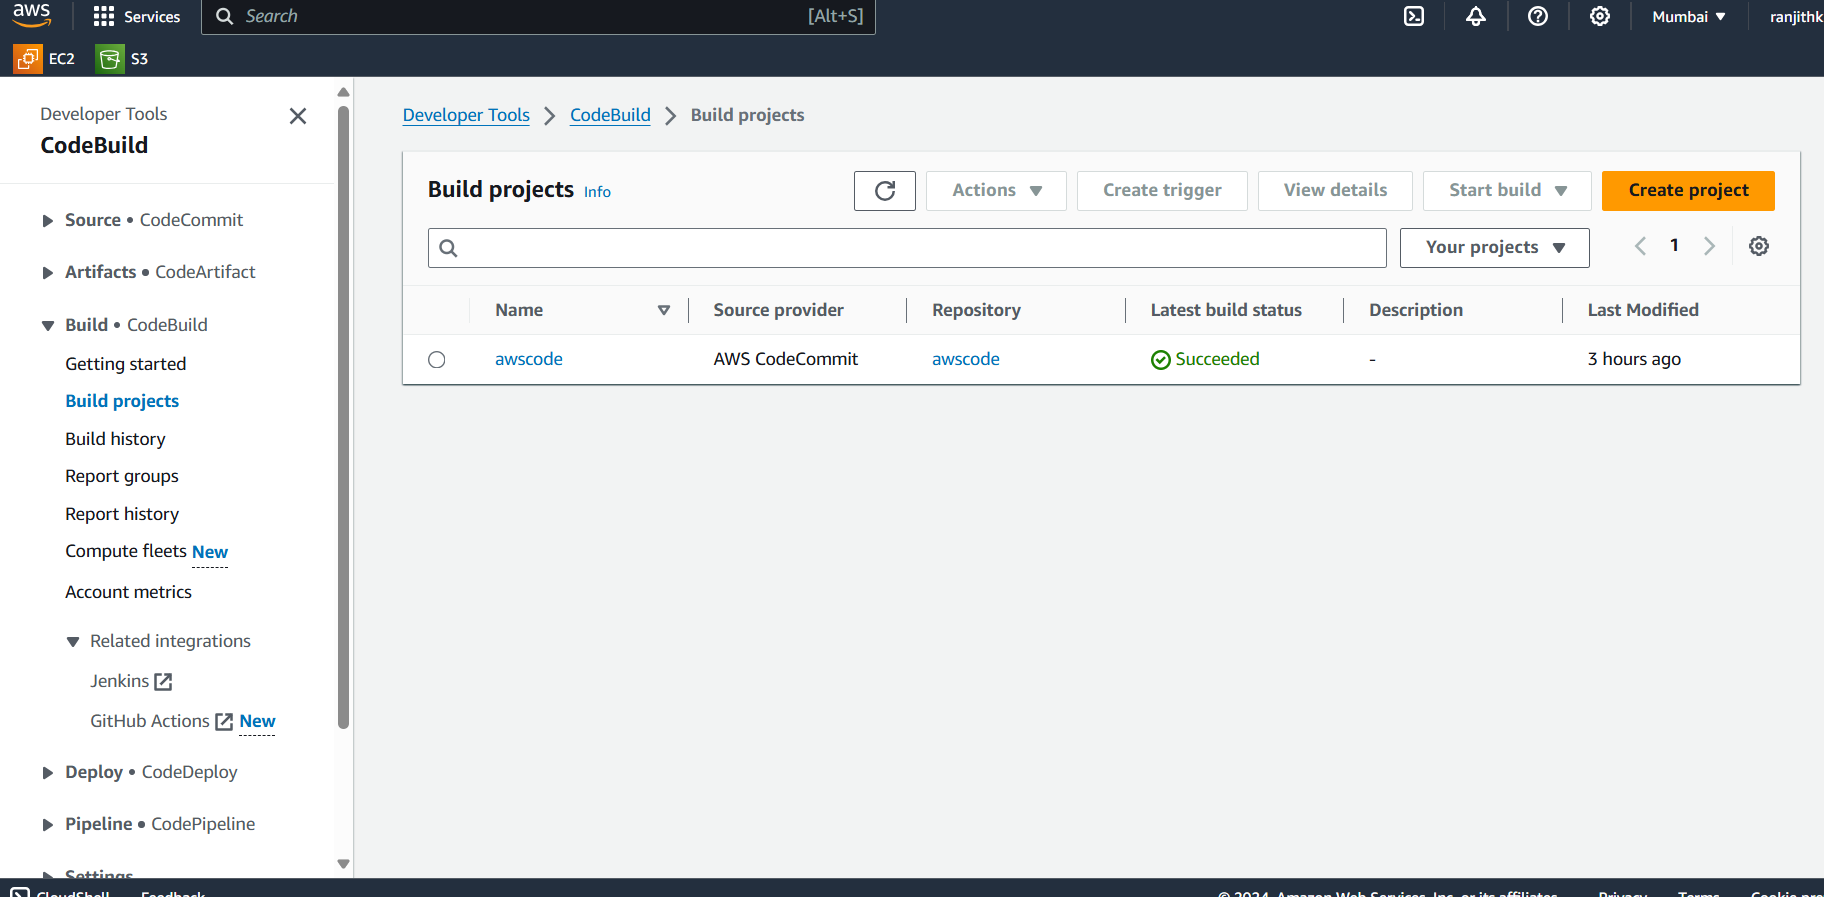 aws
Services
Search
[Alt+S]
Mumbai
ranjithk
EC2
S3
Developer Tools
CodeBuild
Source • CodeCommit
Artifacts • CodeArtifact
Build • CodeBuild
Getting started
Build projects
Build history
Report groups
Report history
Compute fleets New
Account metrics
Related integrations
Jenkins
GitHub Actions New
Deploy • CodeDeploy
Pipeline • CodePipeline
Settings
Developer Tools > CodeBuild > Build projects
Build projects Info
Actions
Create trigger
View details
Start build
Create project
Your projects
1
Name Source provider Repository Latest build status Description Last Modified
awscode AWS CodeCommit awscode Succeeded - 3 hours ago
CloudShell Feedback © 2024, Amazon Web Services, Inc. or its affiliates. Privacy Terms Cookie pre